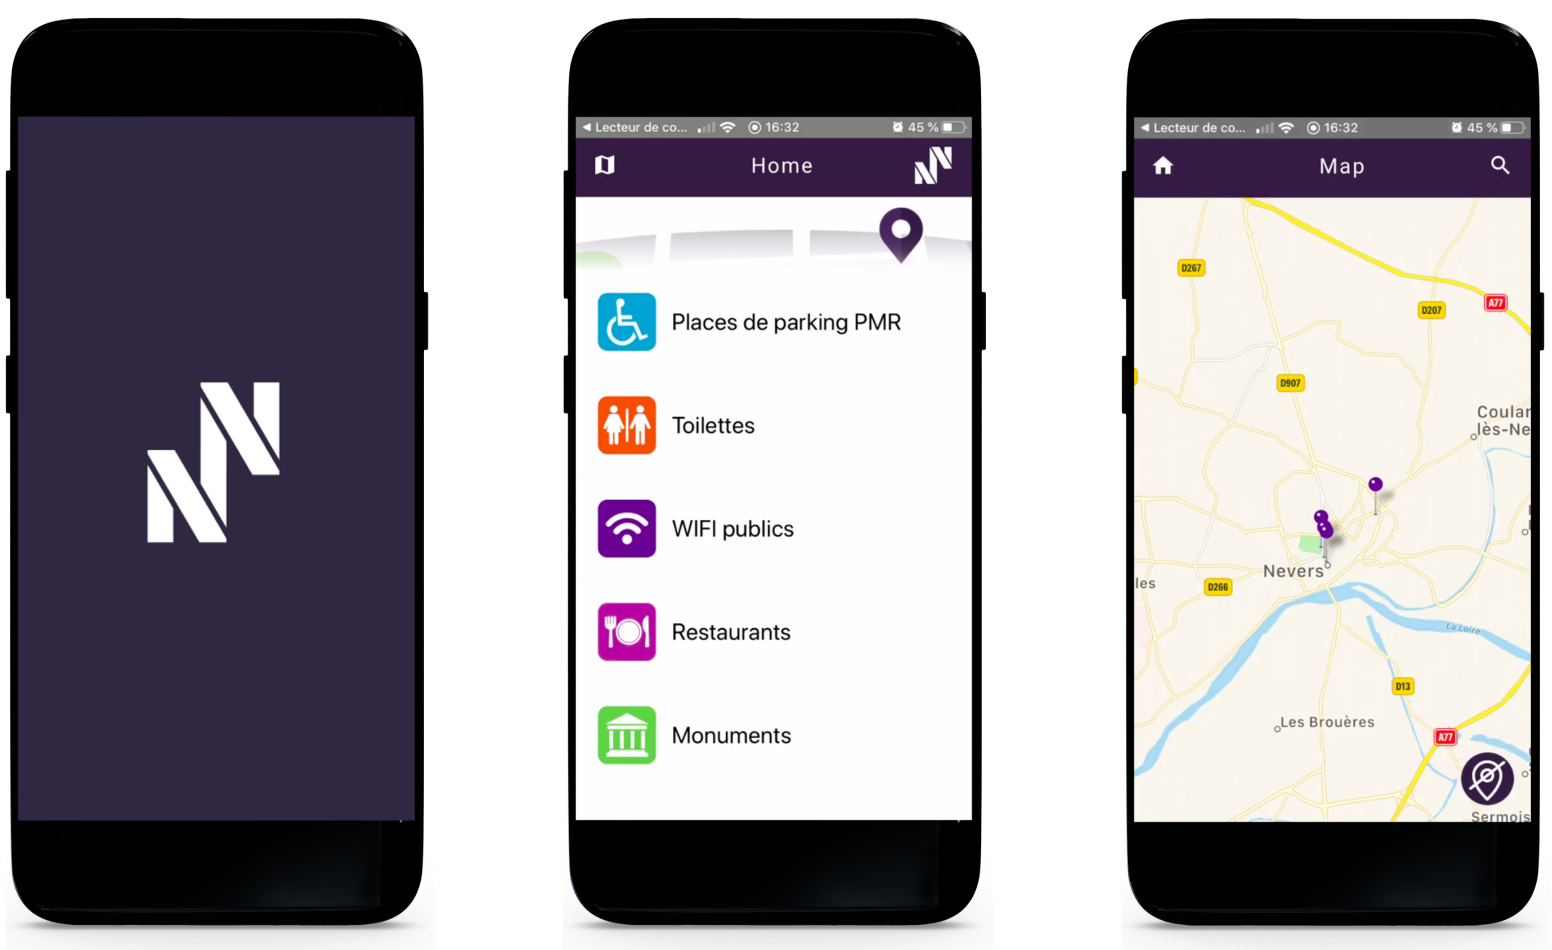 Lecteur de co... 16:32 45 %
Home
Places de parking PMR
Toilettes
WIFI publics
Restaurants
Monuments
Lecteur de co... 16:32 45 %
Map
D267
A77
D207
D907
Coular
lès-Ne
Nevers
les
D266
La Loire
D13
Les Brouères
A77
Sermois